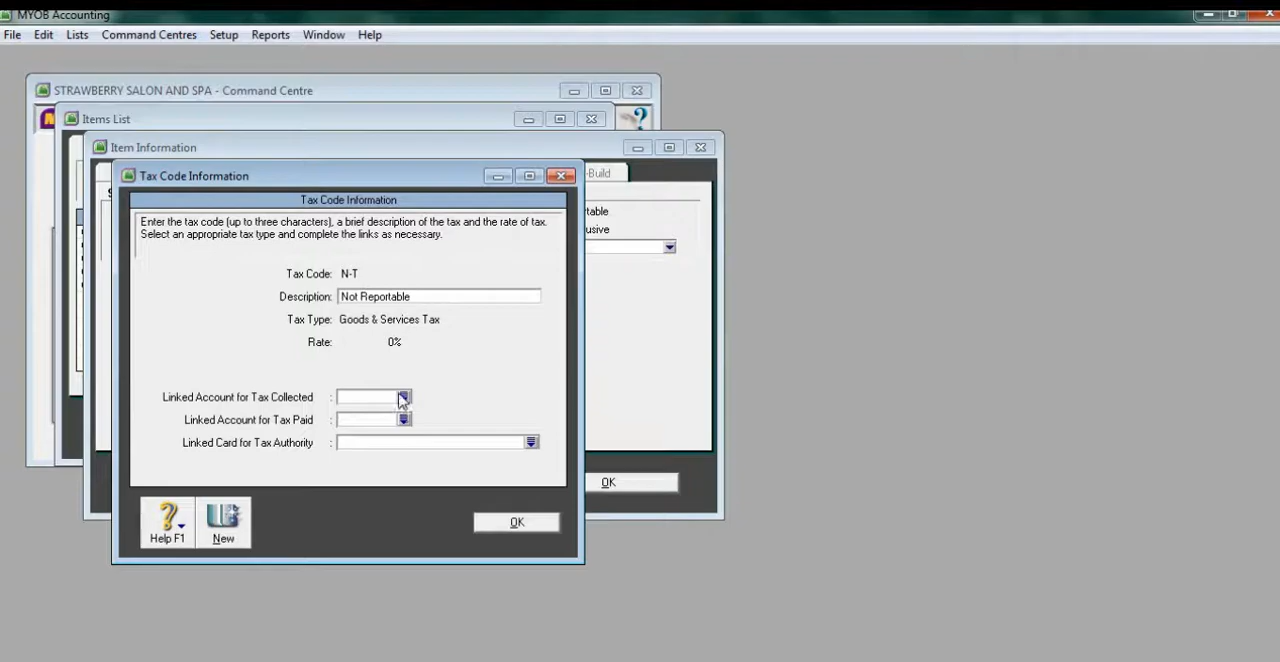 MYOB Accounting
File Edit Lists Command Centres Setup Reports Window Help
STRAWBERRY SALON AND SPA - Command Centre
Items List
Item Information
Tax Code Information
-Build
Tax Code Information
Enter the tax code (up to three characters), a brief description of the tax and the rate of tax.
Select an appropriate tax type and complete the links as necessary.
Tax Code: N-T
Description: Not Reportable
Tax Type: Goods & Services Tax
Rate: 0%
Linked Account for Tax Collected :
Linked Account for Tax Paid :
Linked Card for Tax Authority :
Help F1 New OK
OK